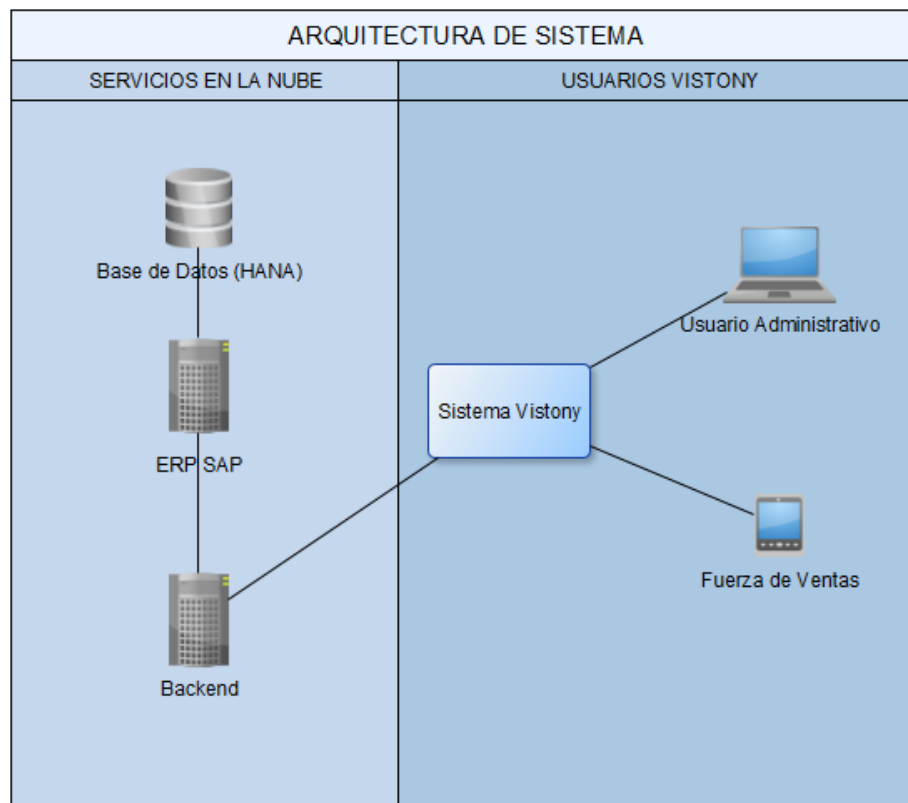 ARQUITECTURA DE SISTEMA
SERVICIOS EN LA NUBE
USUARIOS VISTONY
Base de Datos (HANA)
Usuario Administrativo
Sistema Vistony
ERP SAP
Fuerza de Ventas
Backend